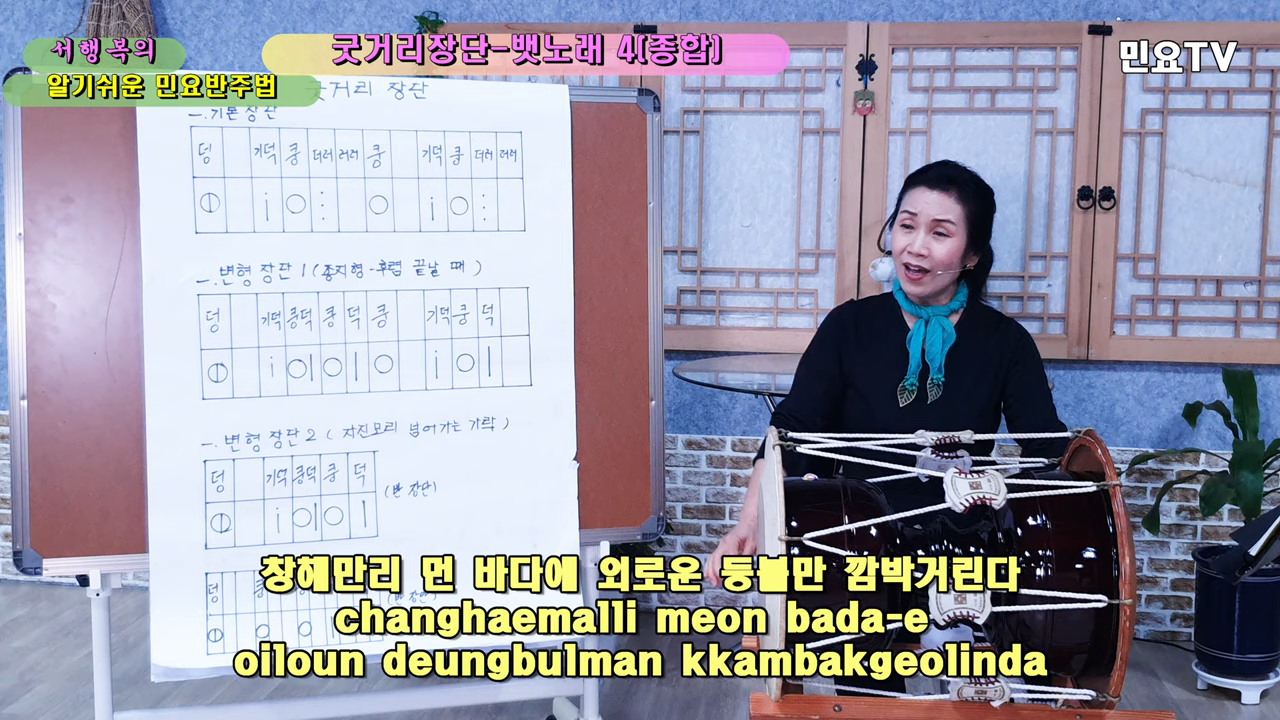 서행복의
알기쉬운 민요반주법
굿거리장단-뱃노래 4(종합)
민요TV
굿거리 장단
一. 기본 장단
덩 기덕 쿵 더러 러러 쿵 기덕 쿵 더러 러러
一. 변형 장단 1 (종지형-후렴 끝날 때)
덩 기덕 쿵덕 쿵 덕 쿵 기덕 쿵 덕
一. 변형 장단 2 (자진모리 넘어가는 가락)
덩 기덕 쿵덕 쿵 덕
(반 장단)
덩
창해만리 먼 바다에 외로운 등불만 깜박거린다
changhaemalli meon bada-e
oiloun deungbulman kkambakgeolinda